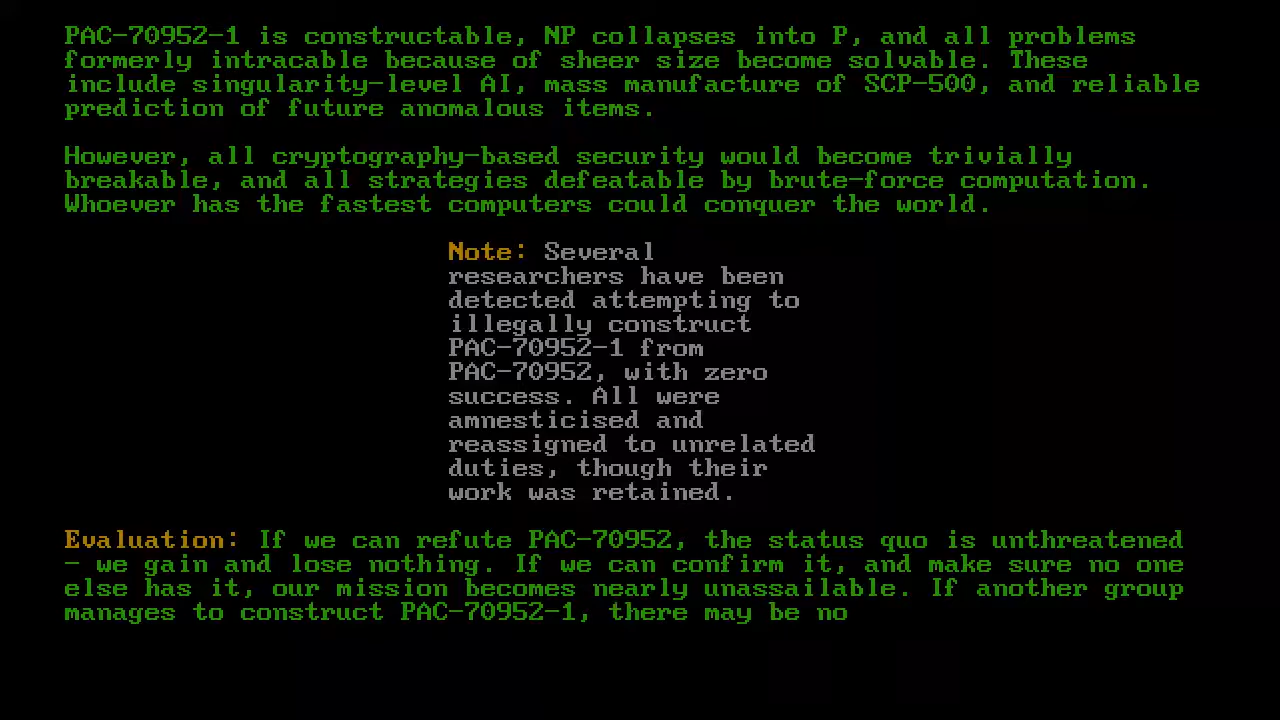 PAC-70952-1 is constructable, NP collapses into P, and all problems
formerly intracable because of sheer size become solvable. These
include singularity-level AI, mass manufacture of SCP-500, and reliable
prediction of future anomalous items.
However, all cryptography-based security would become trivially
breakable, and all strategies defeatable by brute-force computation.
Whoever has the fastest computers could conquer the world.
Note: Several
researchers have been
detected attempting to
illegally construct
PAC-70952-1 from
PAC-70952, with zero
success. All were
amnesticised and
reassigned to unrelated
duties, though their
work was retained.
Evaluation: If we can refute PAC-70952, the status quo is unthreatened
- we gain and lose nothing. If we can confirm it, and make sure no one
else has it, our mission becomes nearly unassailable. If another group
manages to construct PAC-70952-1, there may be no